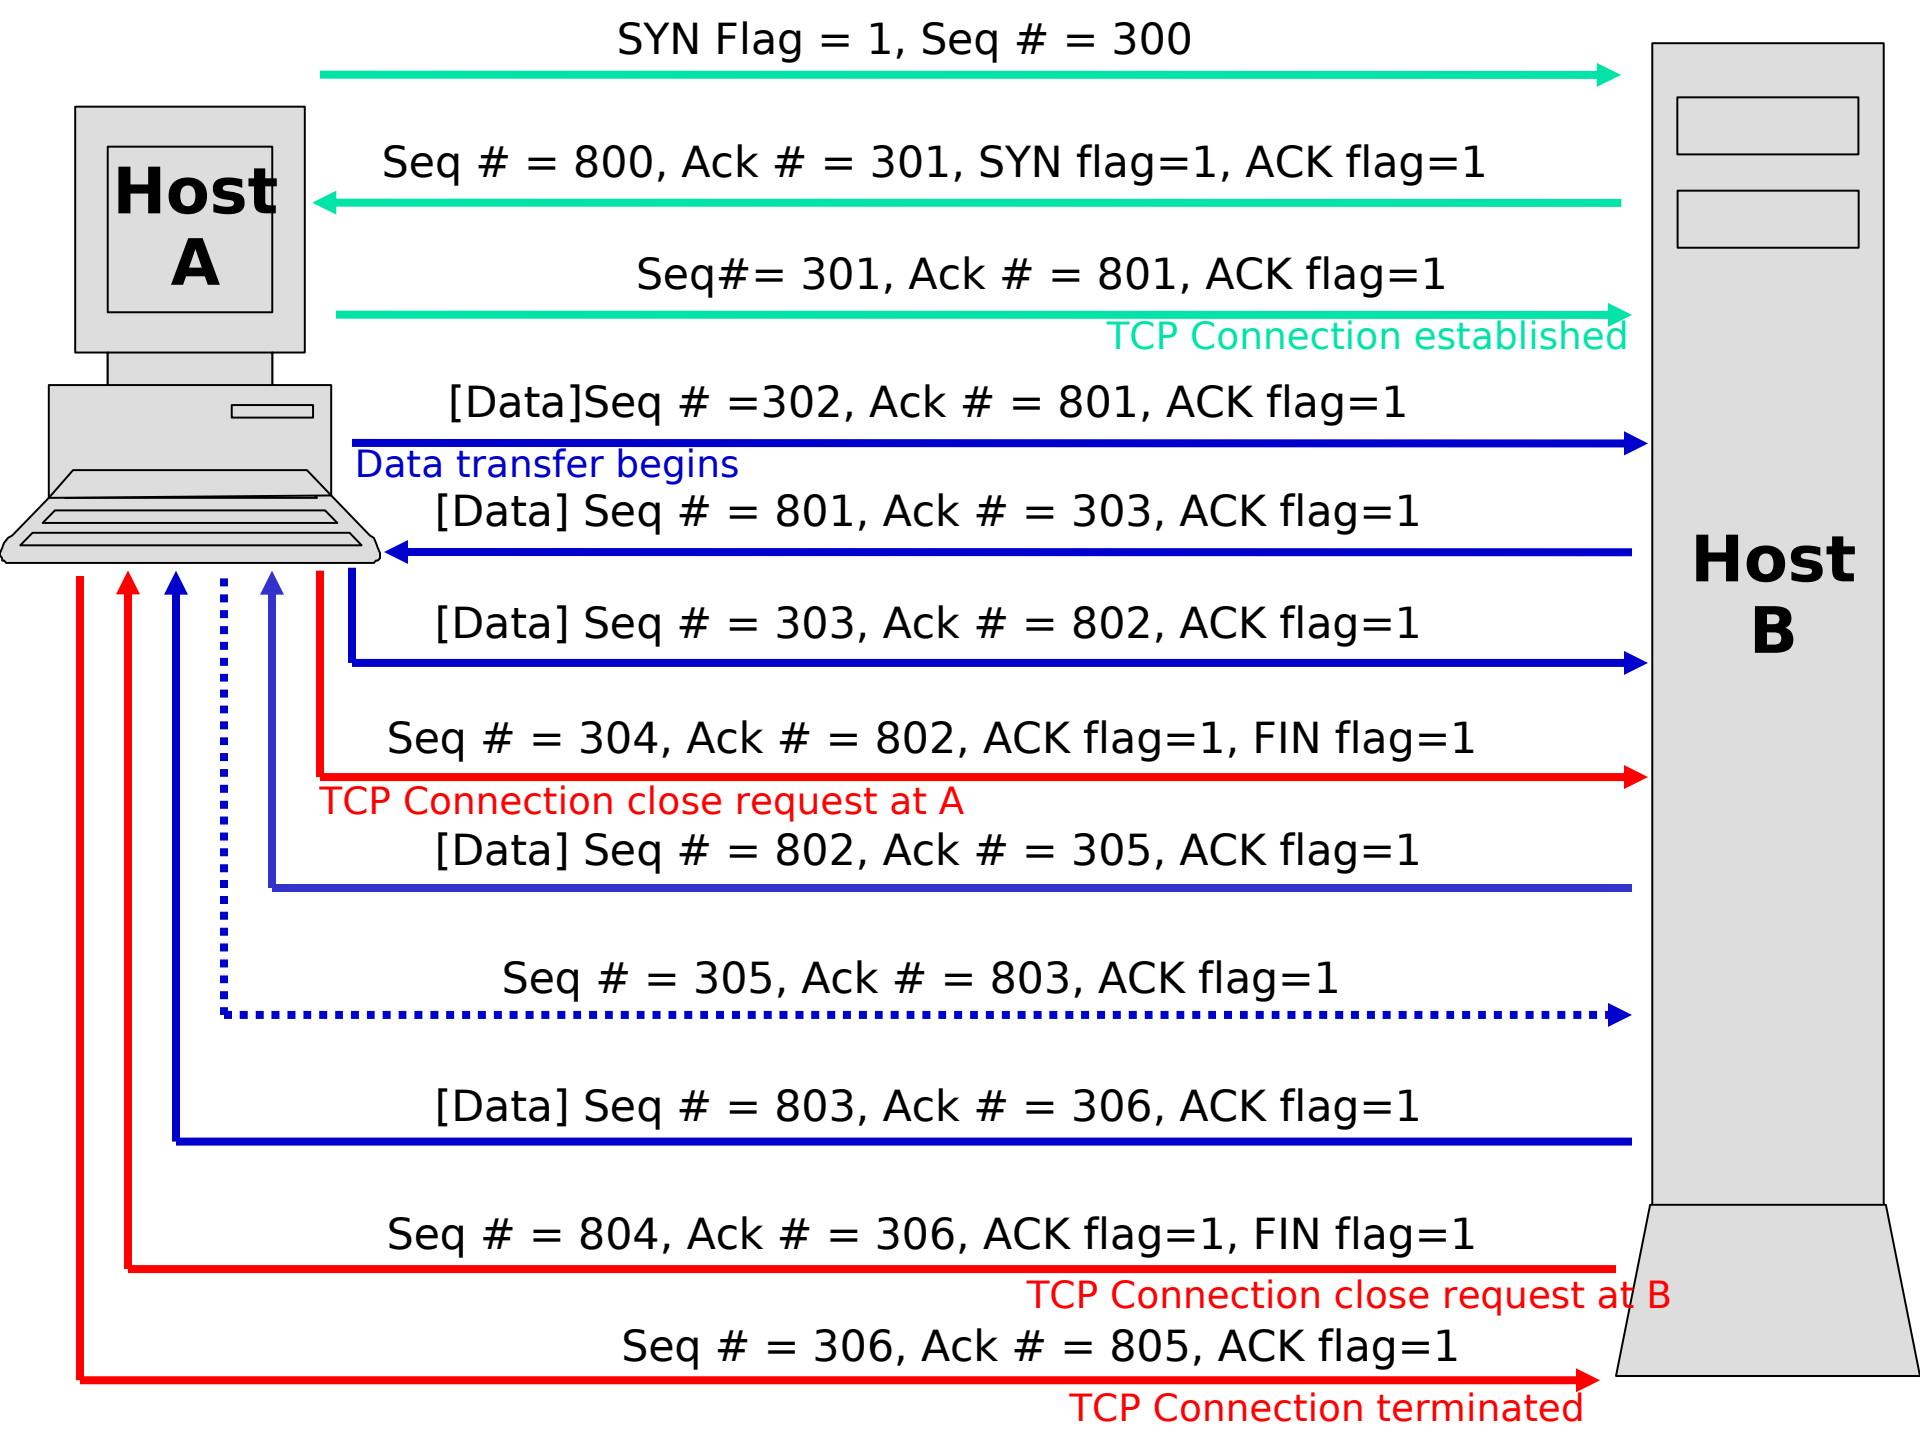 SYN Flag = 1, Seq # = 300
Seq # = 800, Ack # = 301, SYN flag=1, ACK flag=1
Host
A
Seq#= 301, Ack # = 801, ACK flag=1
TCP Connection established
[Data]Seq # =302, Ack # = 801, ACK flag=1
Data transfer begins
[Data] Seq # = 801, Ack # = 303, ACK flag=1
Host
B
[Data] Seq # = 303, Ack # = 802, ACK flag=1
Seq # = 304, Ack # = 802, ACK flag=1, FIN flag=1
TCP Connection close request at A
[Data] Seq # = 802, Ack # = 305, ACK flag=1
Seq # = 305, Ack # = 803, ACK flag=1
[Data] Seq # = 803, Ack # = 306, ACK flag=1
Seq # = 804, Ack # = 306, ACK flag=1, FIN flag=1
TCP Connection close request at B
Seq # = 306, Ack # = 805, ACK flag=1
TCP Connection terminated